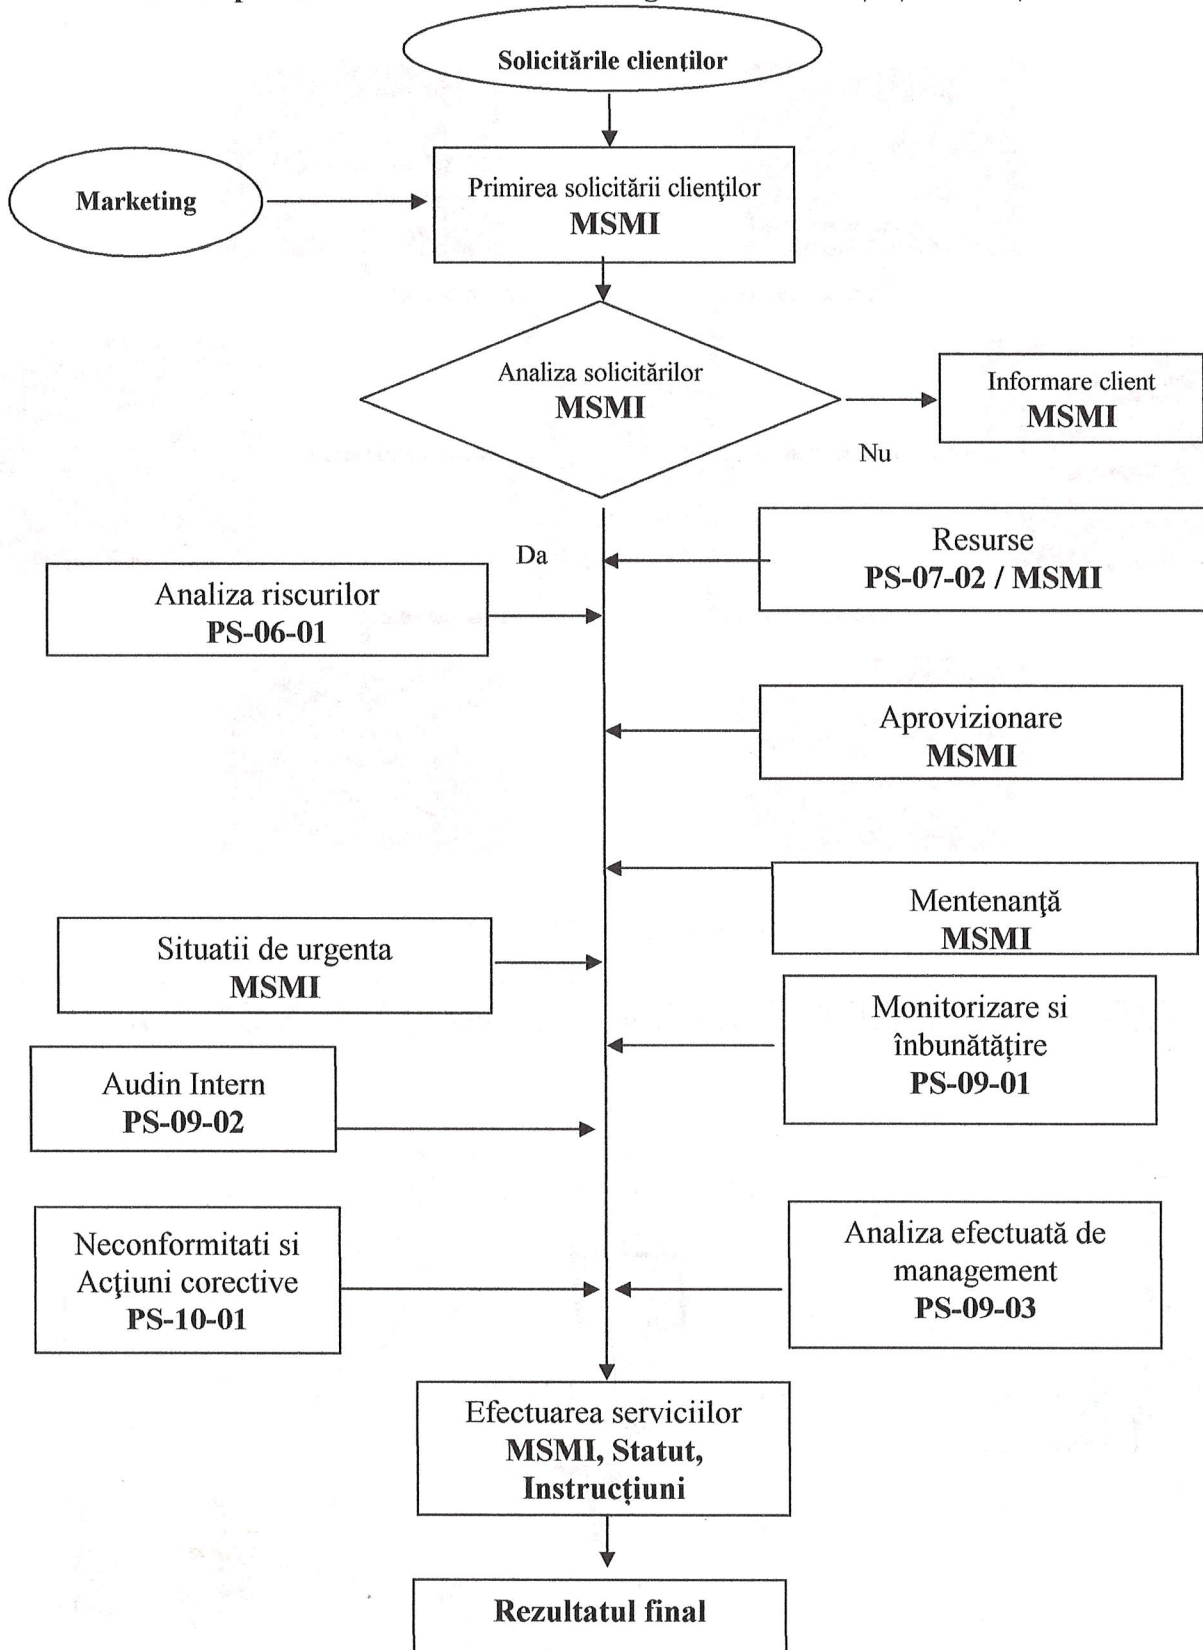 Solicitările clienților
Marketing
Primirea solicitării clienţilor
MSMI
Analiza solicitărilor
MSMI
Informare client
MSMI
Nu
Da
Resurse
PS-07-02 / MSMI
Analiza riscurilor
PS-06-01
Aprovizionare
MSMI
Mentenanţă
MSMI
Situatii de urgenta
MSMI
Monitorizare si
înbunătățire
PS-09-01
Audin Intern
PS-09-02
Neconformitati si
Acţiuni corective
PS-10-01
Analiza efectuată de
management
PS-09-03
Efectuarea serviciilor
MSMI, Statut,
Instrucțiuni
Rezultatul final